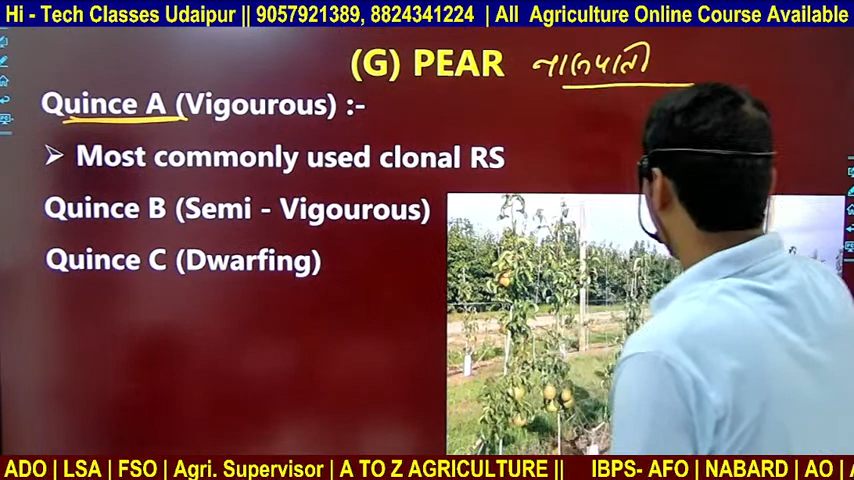 Hi - Tech Classes Udaipur || 9057921389, 8824341224 | All Agriculture Online Course Available
(G) PEAR नाशपाती
Quince A (Vigourous) :-
➢ Most commonly used clonal RS
Quince B (Semi - Vigourous)
Quince C (Dwarfing)
ADO | LSA | FSO | Agri. Supervisor | A TO Z AGRICULTURE || IBPS- AFO | NABARD | AO |